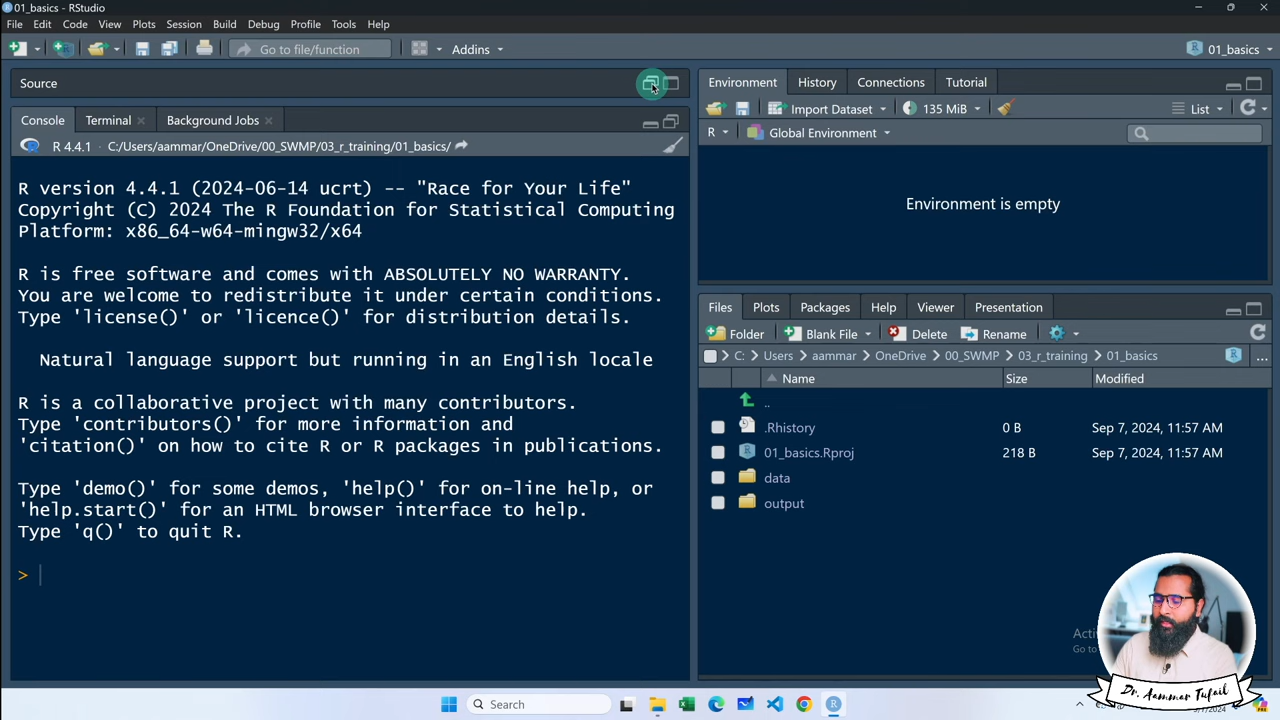 01_basics - RStudio
File Edit Code View Plots Session Build Debug Profile Tools Help
Go to file/function Addins 01_basics
Source
Console Terminal Background Jobs
R 4.4.1 · C:/Users/aammar/OneDrive/00_SWMP/03_r_training/01_basics/
R version 4.4.1 (2024-06-14 ucrt) -- "Race for Your Life"
Copyright (C) 2024 The R Foundation for Statistical Computing
Platform: x86_64-w64-mingw32/x64
R is free software and comes with ABSOLUTELY NO WARRANTY.
You are welcome to redistribute it under certain conditions.
Type 'license()' or 'licence()' for distribution details.
Natural language support but running in an English locale
R is a collaborative project with many contributors.
Type 'contributors()' for more information and
'citation()' on how to cite R or R packages in publications.
Type 'demo()' for some demos, 'help()' for on-line help, or
'help.start()' for an HTML browser interface to help.
Type 'q()' to quit R.
>
Environment History Connections Tutorial
Import Dataset 135 MiB List
R Global Environment
Environment is empty
Files Plots Packages Help Viewer Presentation
Folder Blank File Delete Rename
C: Users aammar OneDrive 00_SWMP 03_r_training 01_basics ...
Name Size Modified
..
.Rhistory 0 B Sep 7, 2024, 11:57 AM
01_basics.Rproj 218 B Sep 7, 2024, 11:57 AM
data
output
Go to
Dr. Aammar Tufail
Search